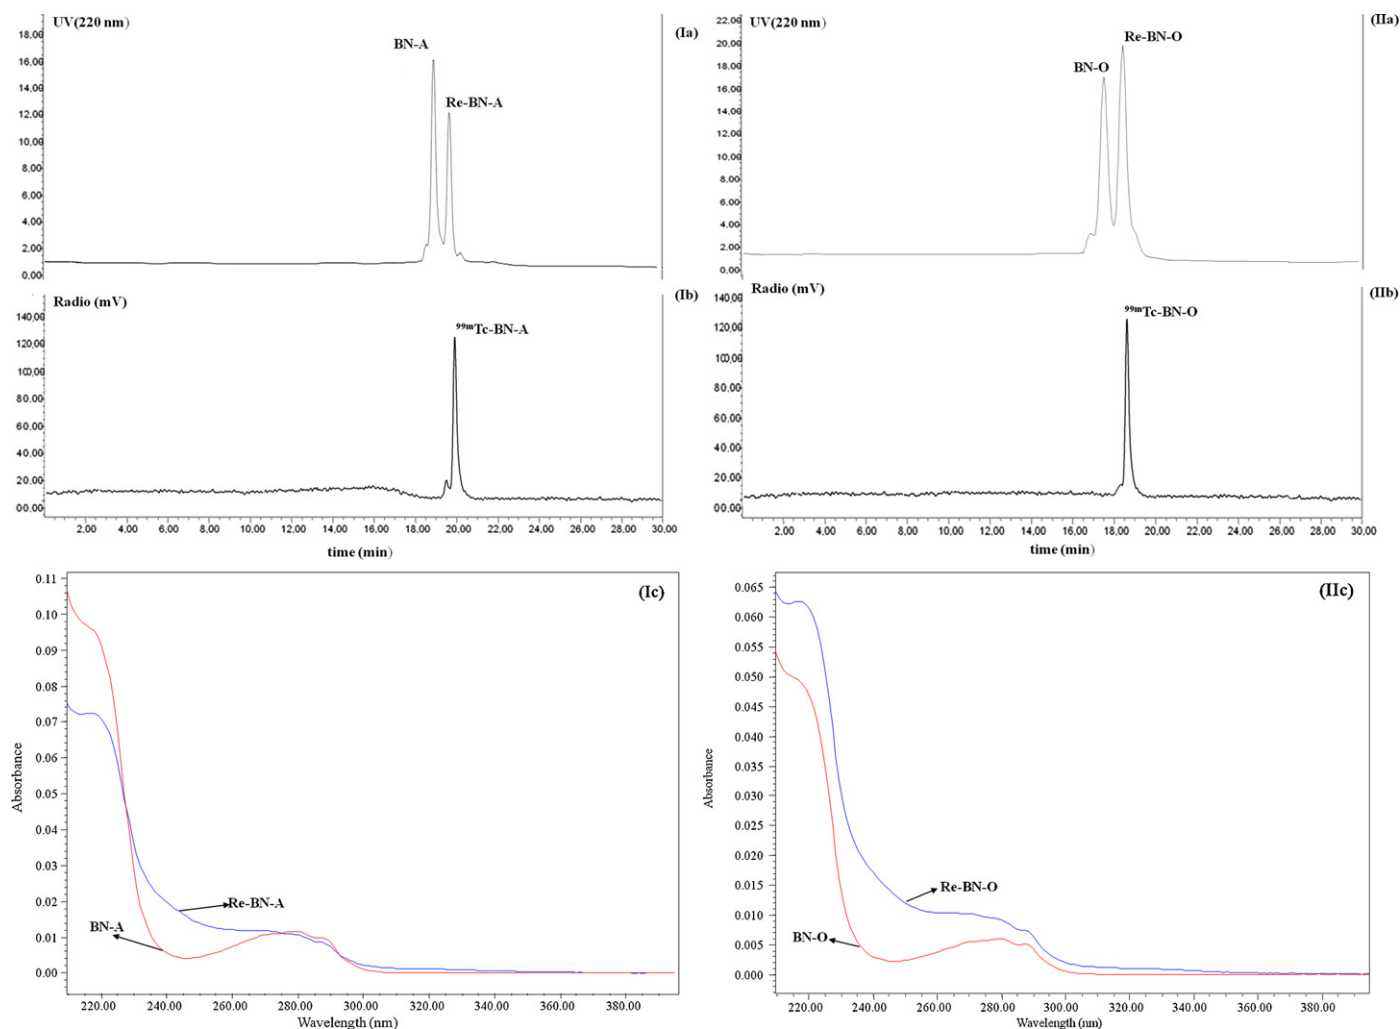 UV(220 nm)
(Ia)
18,00
16,00
14,00
12,00
10,00
8,00
6,00
4,00
2,00
0,00
BN-A
Re-BN-A
Radio (mV)
(Ib)
140,00
120,00
100,00
80,00
60,00
40,00
20,00
00,00
99mTc-BN-A
2,00 4,00 6,00 8,00 10,00 12,00 14,00 16,00 18,00 20,00 22,00 24,00 26,00 28,00 30,00
time (min)
UV(220 nm)
(IIa)
22,00
20,00
18,00
16,00
14,00
12,00
10,00
8,00
6,00
4,00
2,00
0,00
BN-O
Re-BN-O
Radio (mV)
(IIb)
140,00
120,00
100,00
80,00
60,00
40,00
20,00
00,00
99mTc-BN-O
2,00 4,00 6,00 8,00 10,00 12,00 14,00 16,00 18,00 20,00 22,00 24,00 26,00 28,00 30,00
time (min)
(Ic)
Absorbance
0.11
0.10
0.09
0.08
0.07
0.06
0.05
0.04
0.03
0.02
0.01
0.00
Re-BN-A
BN-A
220.00 240.00 260.00 280.00 300.00 320.00 340.00 360.00 380.00
Wavelength (nm)
(IIc)
Absorbance
0.065
0.060
0.055
0.050
0.045
0.040
0.035
0.030
0.025
0.020
0.015
0.010
0.005
0.000
Re-BN-O
BN-O
220.00 240.00 260.00 280.00 300.00 320.00 340.00 360.00 380.00
Wavelength (nm)